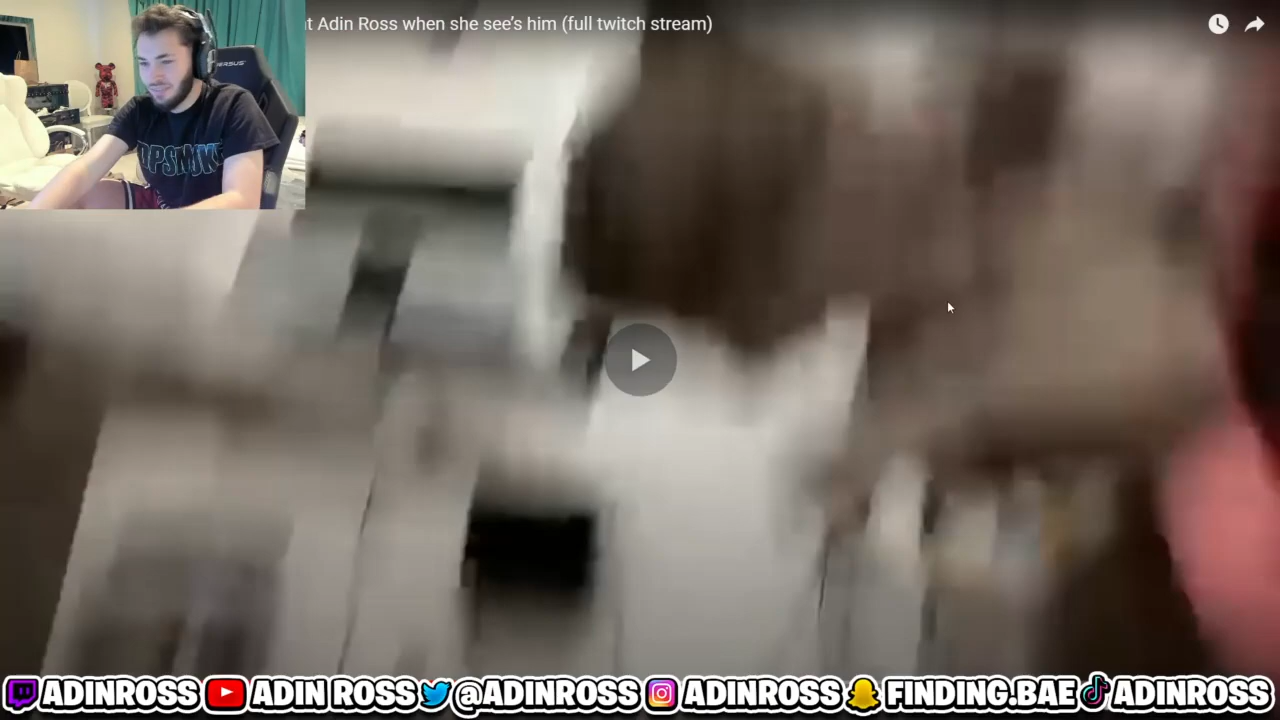 t Adin Ross when she see's him (full twitch stream)
ADINROSS ADIN ROSS @ADINROSS ADINROSS FINDING.BAE ADINROSS